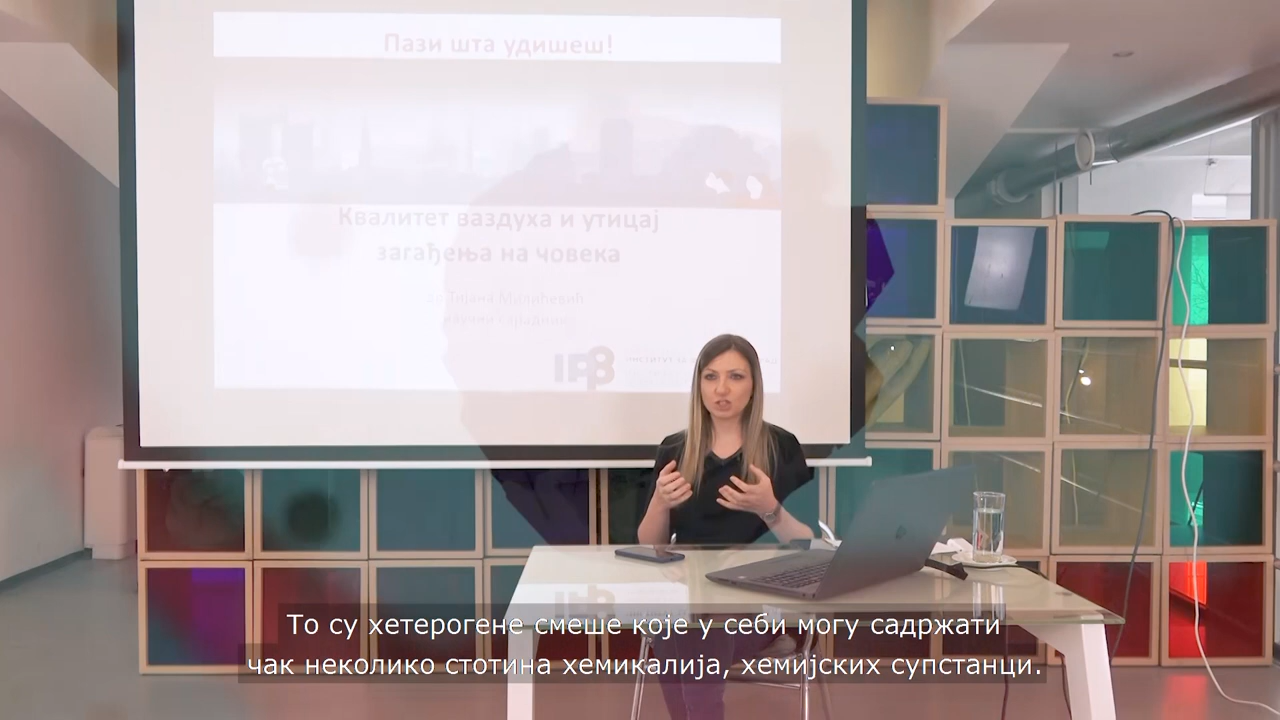 Пази шта удишеш!
Квалитет ваздуха и утицај
загађења на човека
Тијана
То су хетерогене смеше које у себи могу садржати
чак неколико стотина хемикалија, хемијских супстанци.